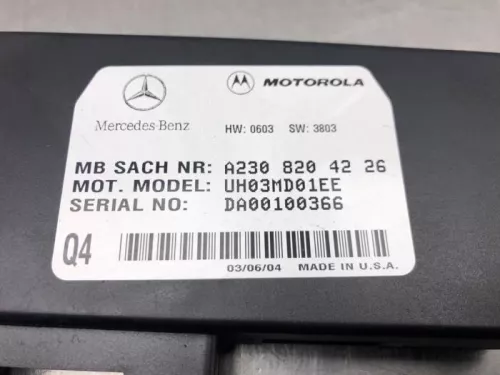 MOTOROLA
Mercedes-Benz HW: 0603 SW: 3803
MB SACH NR: A230 820 42 26
MOT. MODEL: UH03MD01EE
SERIAL NO: DA00100366
Q4
03/06/04 MADE IN U.S.A.